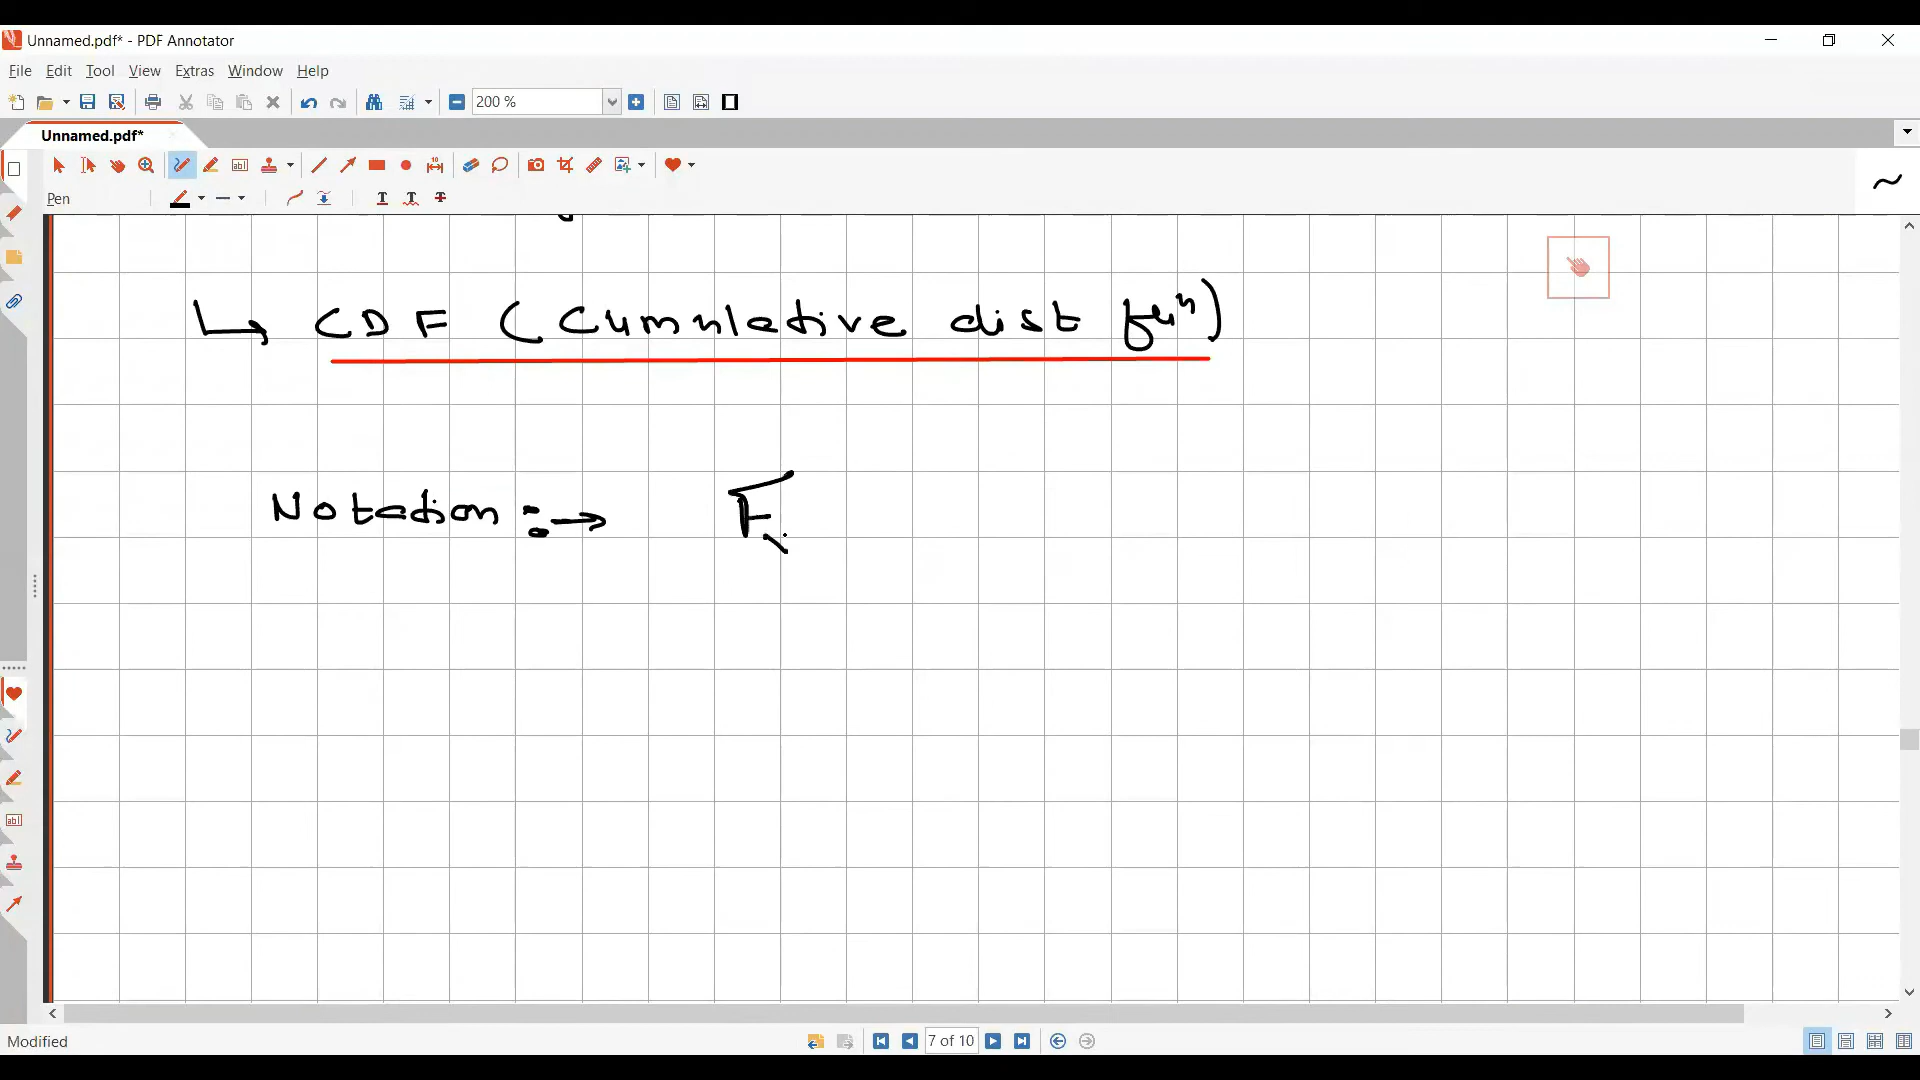 Unnamed.pdf* - PDF Annotator
File Edit Tool View Extras Window Help
200 %
Unnamed.pdf*
Pen
↳ CDF (Cumulative dist fuⁿ)
Notation :→ F
Modified
7 of 10